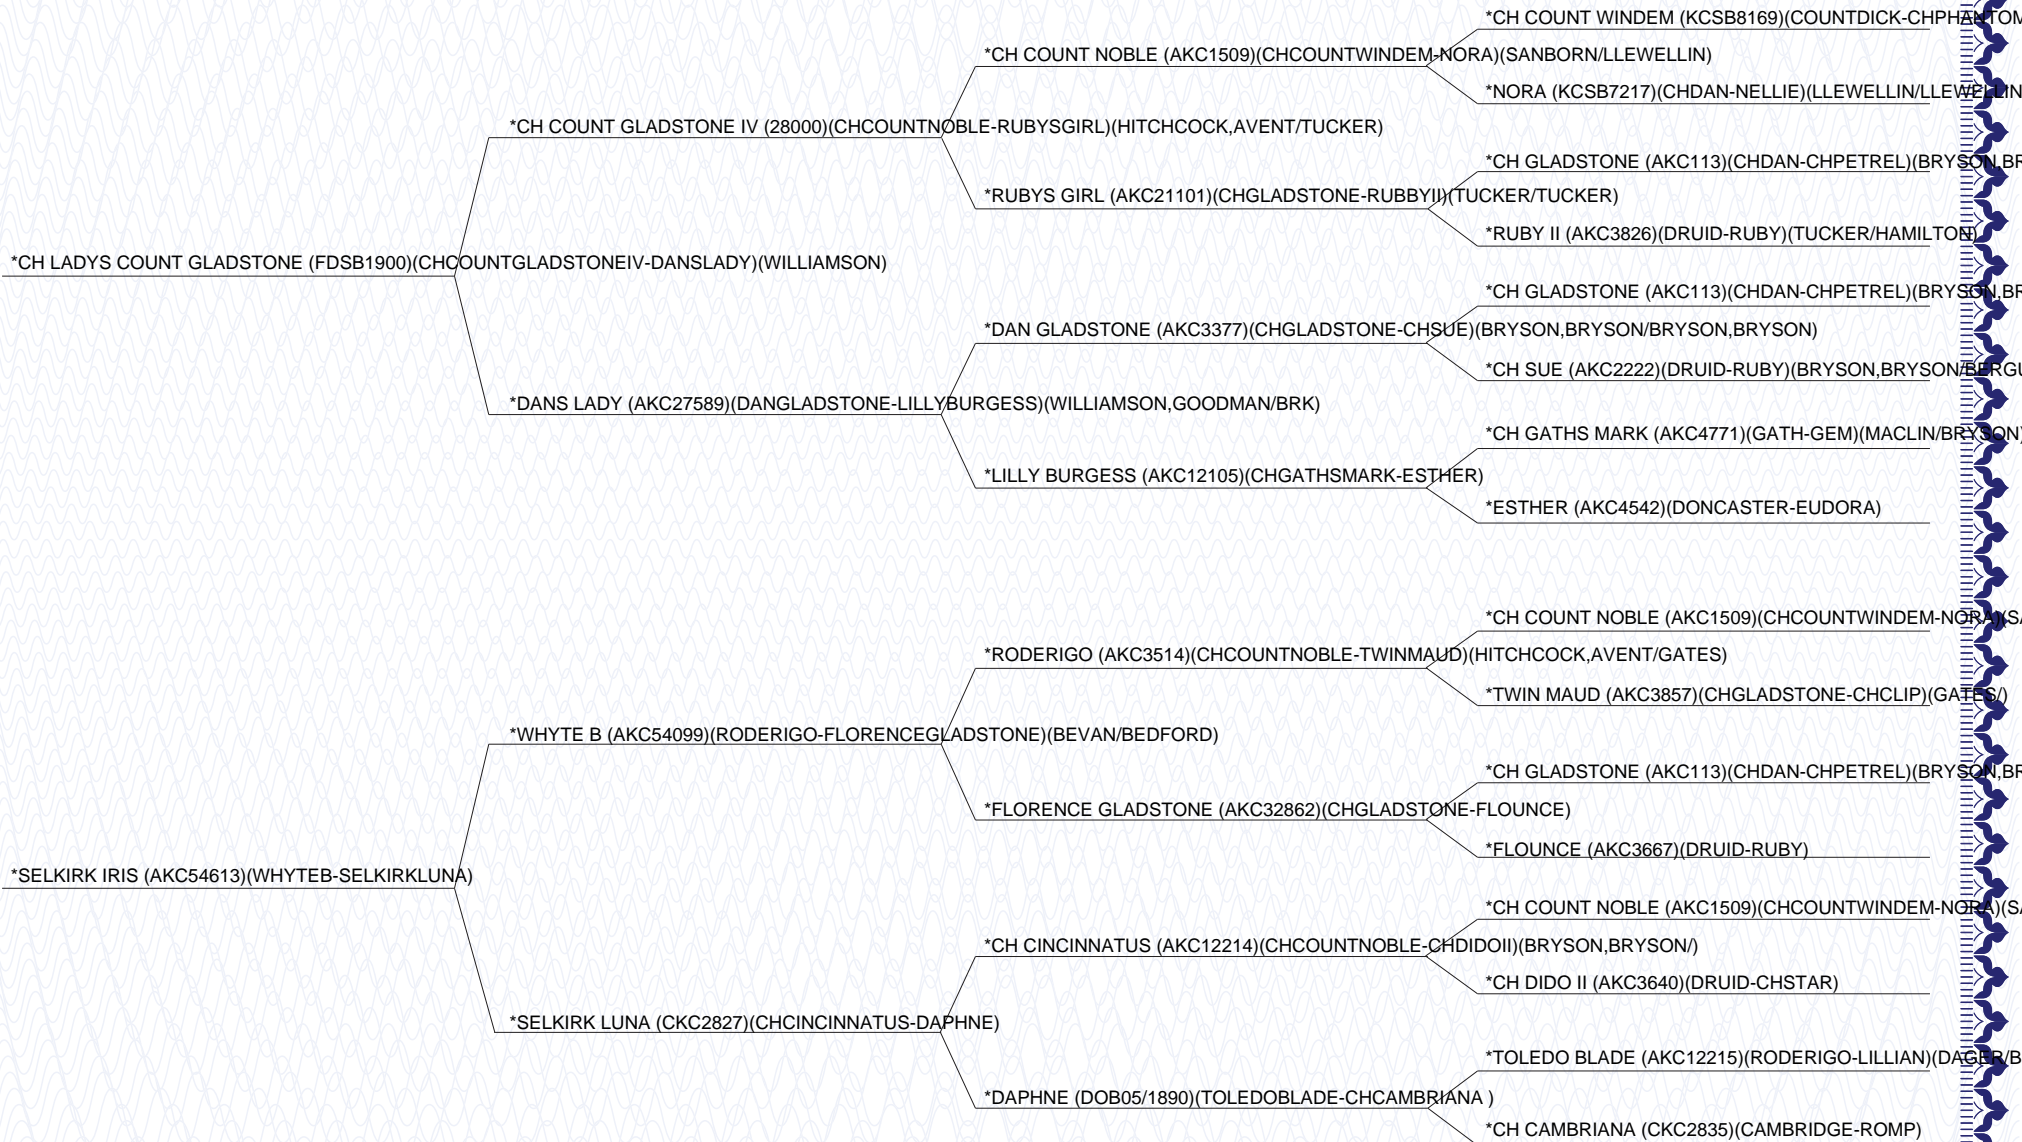 *CH COUNT WINDEM (KCSB8169)(COUNTDICK-CHPHANTOM
*CH COUNT NOBLE (AKC1509)(CHCOUNTWINDEM-NORA)(SANBORN/LLEWELLIN)
*NORA (KCSB7217)(CHDAN-NELLIE)(LLEWELLIN/LLEWELLIN
*CH COUNT GLADSTONE IV (28000)(CHCOUNTNOBLE-RUBYSGIRL)(HITCHCOCK,AVENT/TUCKER)
*CH GLADSTONE (AKC113)(CHDAN-CHPETREL)(BRYSON,BR
*RUBYS GIRL (AKC21101)(CHGLADSTONE-RUBBYII)(TUCKER/TUCKER)
*RUBY II (AKC3826)(DRUID-RUBY)(TUCKER/HAMILTON)
*CH LADYS COUNT GLADSTONE (FDSB1900)(CHCOUNTGLADSTONEIV-DANSLADY)(WILLIAMSON)
*CH GLADSTONE (AKC113)(CHDAN-CHPETREL)(BRYSON,BR
*DAN GLADSTONE (AKC3377)(CHGLADSTONE-CHSUE)(BRYSON,BRYSON/BRYSON,BRYSON)
*CH SUE (AKC2222)(DRUID-RUBY)(BRYSON,BRYSON/BERGU
*DANS LADY (AKC27589)(DANGLADSTONE-LILLYBURGESS)(WILLIAMSON,GOODMAN/BRK)
*CH GATHS MARK (AKC4771)(GATH-GEM)(MACLIN/BRYSON)
*LILLY BURGESS (AKC12105)(CHGATHSMARK-ESTHER)
*ESTHER (AKC4542)(DONCASTER-EUDORA)
*CH COUNT NOBLE (AKC1509)(CHCOUNTWINDEM-NORA)(SA
*RODERIGO (AKC3514)(CHCOUNTNOBLE-TWINMAUD)(HITCHCOCK,AVENT/GATES)
*TWIN MAUD (AKC3857)(CHGLADSTONE-CHCLIP)(GATES/)
*WHYTE B (AKC54099)(RODERIGO-FLORENCEGLADSTONE)(BEVAN/BEDFORD)
*CH GLADSTONE (AKC113)(CHDAN-CHPETREL)(BRYSON,BR
*FLORENCE GLADSTONE (AKC32862)(CHGLADSTONE-FLOUNCE)
*FLOUNCE (AKC3667)(DRUID-RUBY)
*SELKIRK IRIS (AKC54613)(WHYTEB-SELKIRKLUNA)
*CH COUNT NOBLE (AKC1509)(CHCOUNTWINDEM-NORA)(SA
*CH CINCINNATUS (AKC12214)(CHCOUNTNOBLE-CHDIDOII)(BRYSON,BRYSON/)
*CH DIDO II (AKC3640)(DRUID-CHSTAR)
*SELKIRK LUNA (CKC2827)(CHCINCINNATUS-DAPHNE)
*TOLEDO BLADE (AKC12215)(RODERIGO-LILLIAN)(DAGER/B
*DAPHNE (DOB05/1890)(TOLEDOBLADE-CHCAMBRIANA )
*CH CAMBRIANA (CKC2835)(CAMBRIDGE-ROMP)